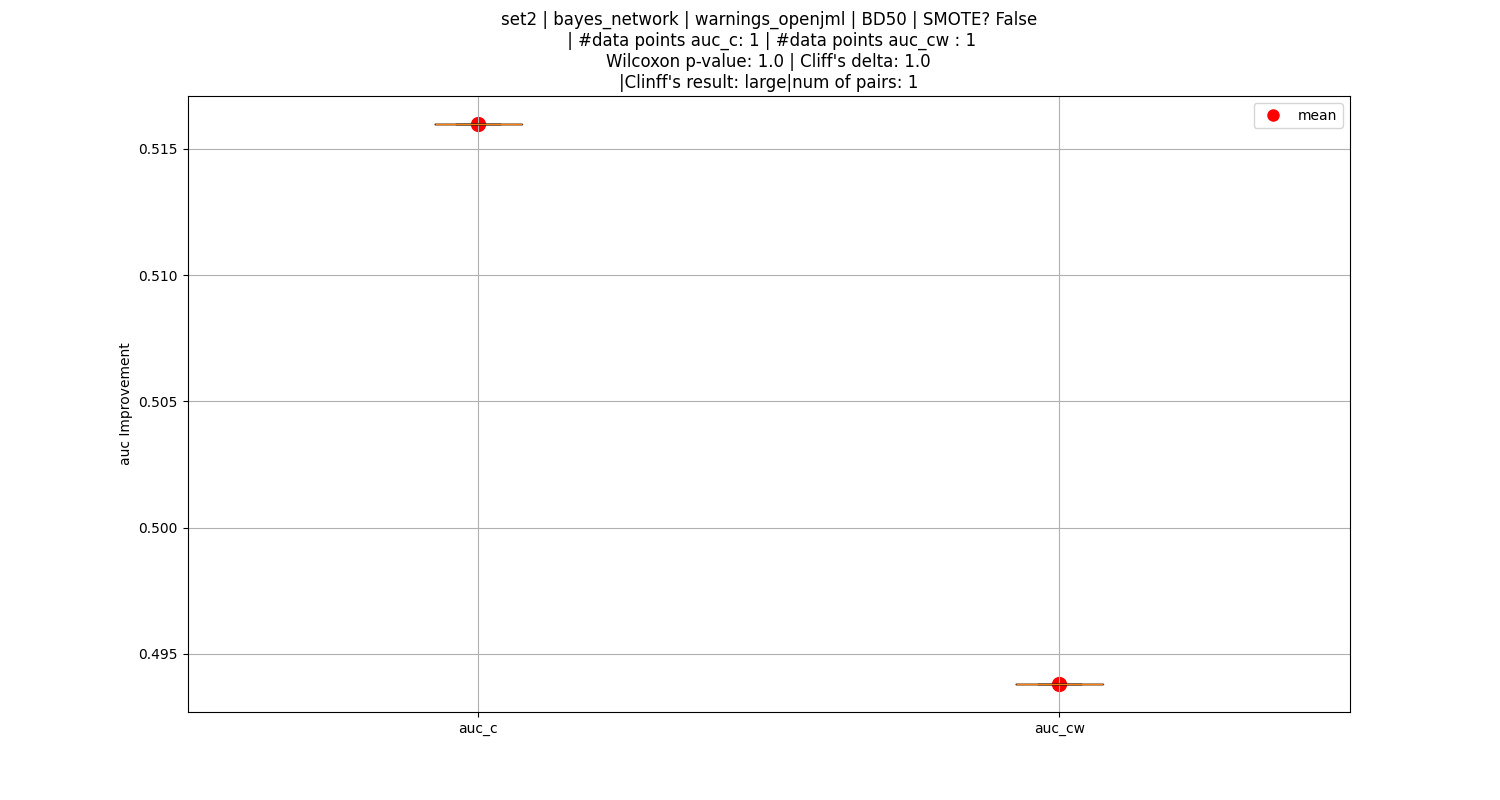 set2 | bayes_network | warnings_openjml | BD50 | SMOTE? False
| #data points auc_c: 1 | #data points auc_cw : 1
Wilcoxon p-value: 1.0 | Cliff's delta: 1.0
|Clinff's result: large|num of pairs: 1
mean
0.515
0.510
0.505
0.500
0.495
auc Improvement
auc_c
auc_cw